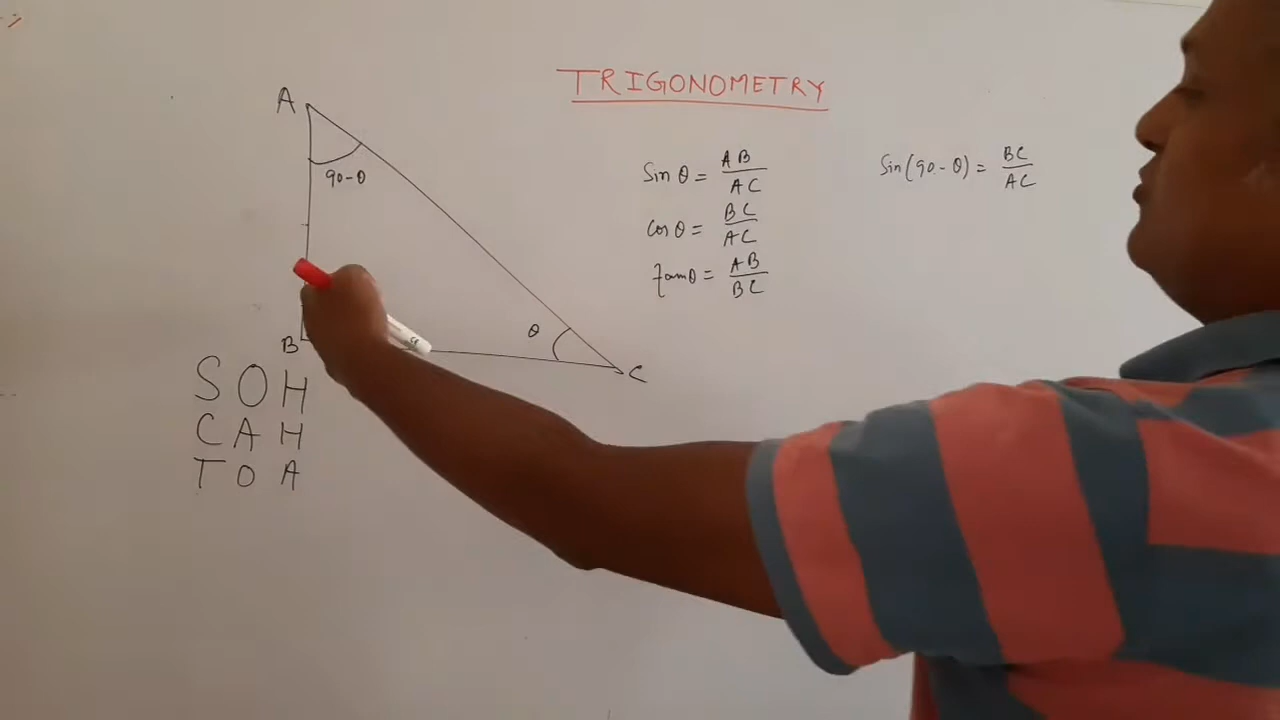 TRIGONOMETRY
A
90-θ
θ
B
C
Sin θ = AB/AC
Cos θ = BC/AC
Tan θ = AB/BC
Sin(90-θ) = BC/AC
S O H
C A H
T O A